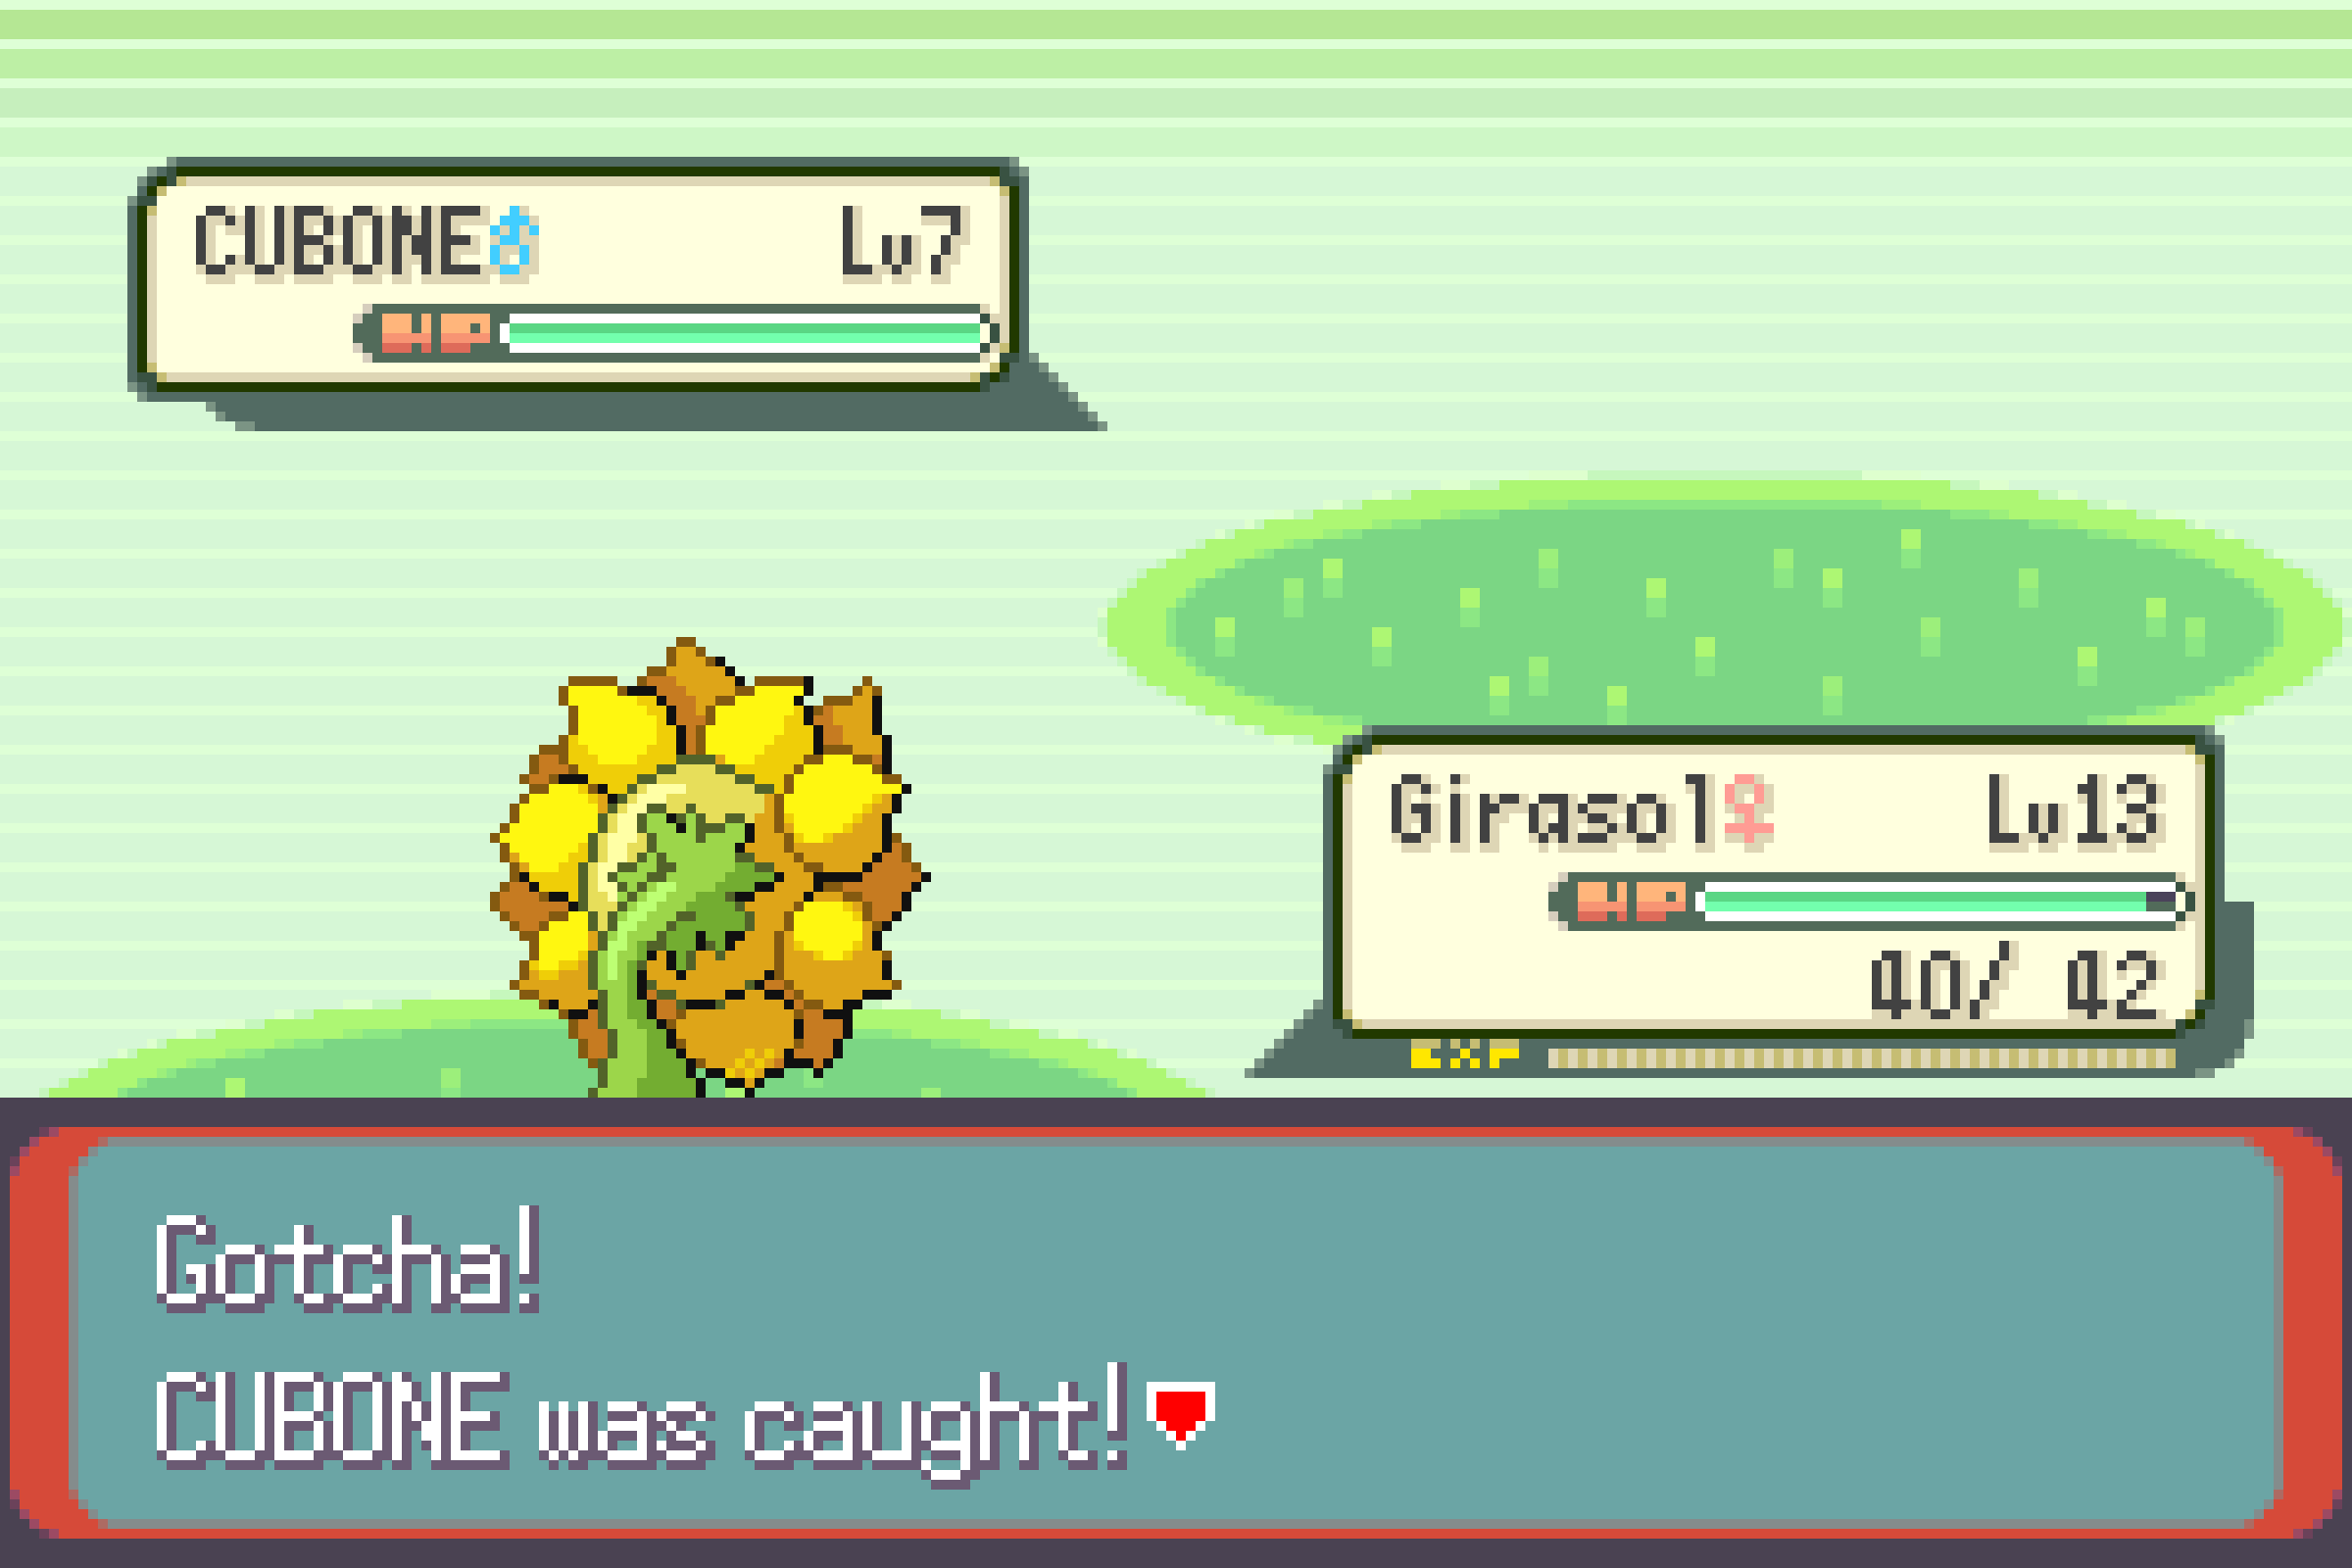 CUBONE♂ Lv7
HP
Girasol♀ Lv13
HP
40/ 42
EXP
Gotcha!
CUBONE was caught!♥